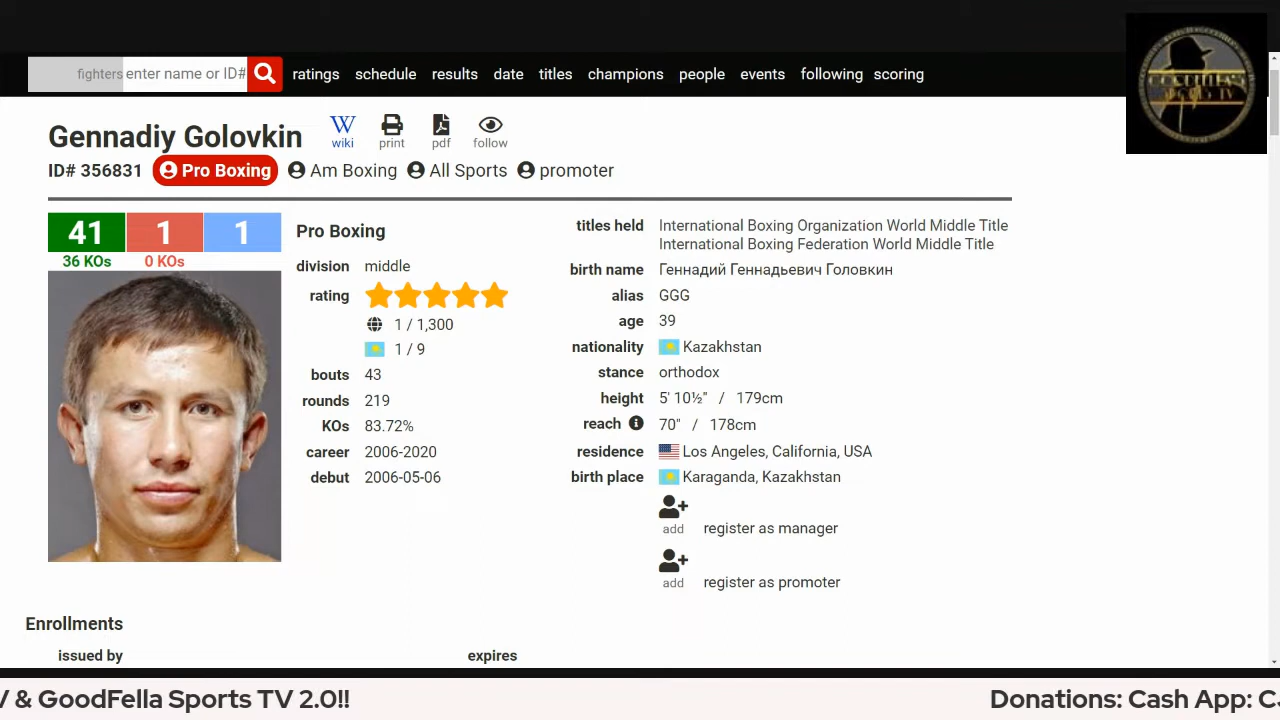 fighters enter name or ID# ratings schedule results date titles champions people events following scoring
GOODFELLAS
SPORTS TV
Gennadiy Golovkin
W
wiki print pdf follow
ID# 356831 Pro Boxing Am Boxing All Sports promoter
41 1 1
36 KOs 0 KOs
Pro Boxing
division middle
rating
1 / 1,300
1 / 9
bouts 43
rounds 219
KOs 83.72%
career 2006-2020
debut 2006-05-06
titles held International Boxing Organization World Middle Title
International Boxing Federation World Middle Title
birth name Геннадий Геннадьевич Головкин
alias GGG
age 39
nationality Kazakhstan
stance orthodox
height 5' 10½" / 179cm
reach 70" / 178cm
residence Los Angeles, California, USA
birth place Karaganda, Kazakhstan
add register as manager
add register as promoter
Enrollments
issued by expires
V & GoodFella Sports TV 2.0!! Donations: Cash App: C